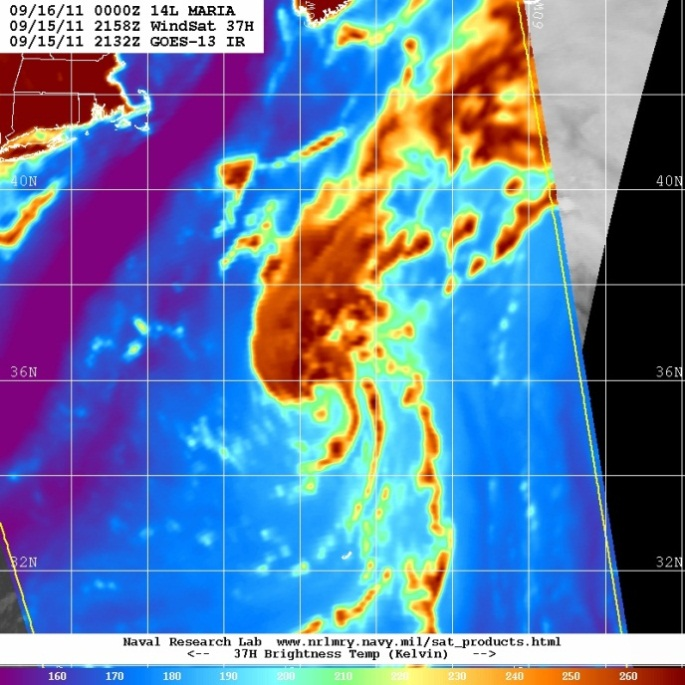 09/16/11 0000Z 14L MARIA
09/15/11 2158Z WindSat 37H
09/15/11 2132Z GOES-13 IR
60W
40N 40N
36N 36N
32N 32N
Naval Research Lab www.nrlmry.navy.mil/sat_products.html
<-- 37H Brightness Temp (Kelvin) -->
160 170 180 190 200 210 220 230 240 250 260